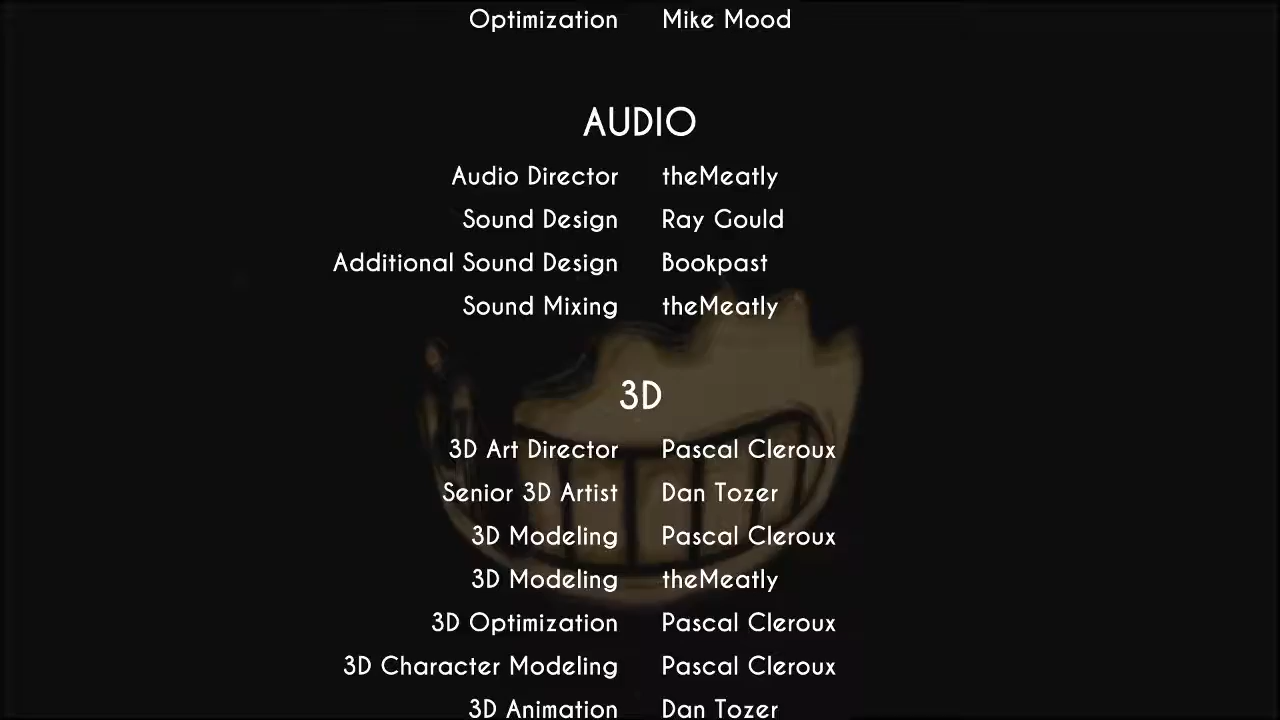 Optimization Mike Mood
AUDIO
Audio Director theMeatly
Sound Design Ray Gould
Additional Sound Design Bookpast
Sound Mixing theMeatly
3D
3D Art Director Pascal Cleroux
Senior 3D Artist Dan Tozer
3D Modeling Pascal Cleroux
3D Modeling theMeatly
3D Optimization Pascal Cleroux
3D Character Modeling Pascal Cleroux
3D Animation Dan Tozer